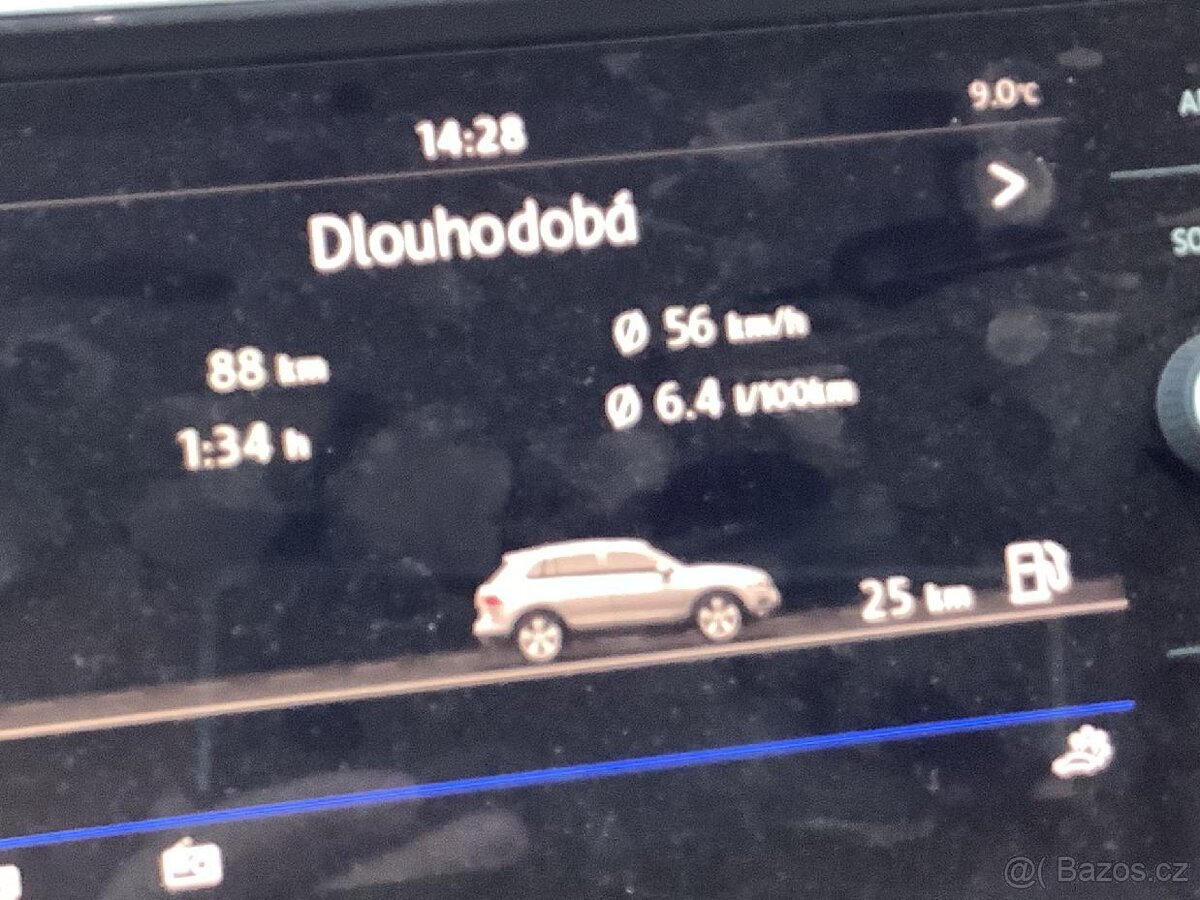 9.0°C
14:28
Dlouhodobá
88 km
Ø 56 km/h
1:34 h
Ø 6.4 l/100km
25 km
@( Bazos.cz